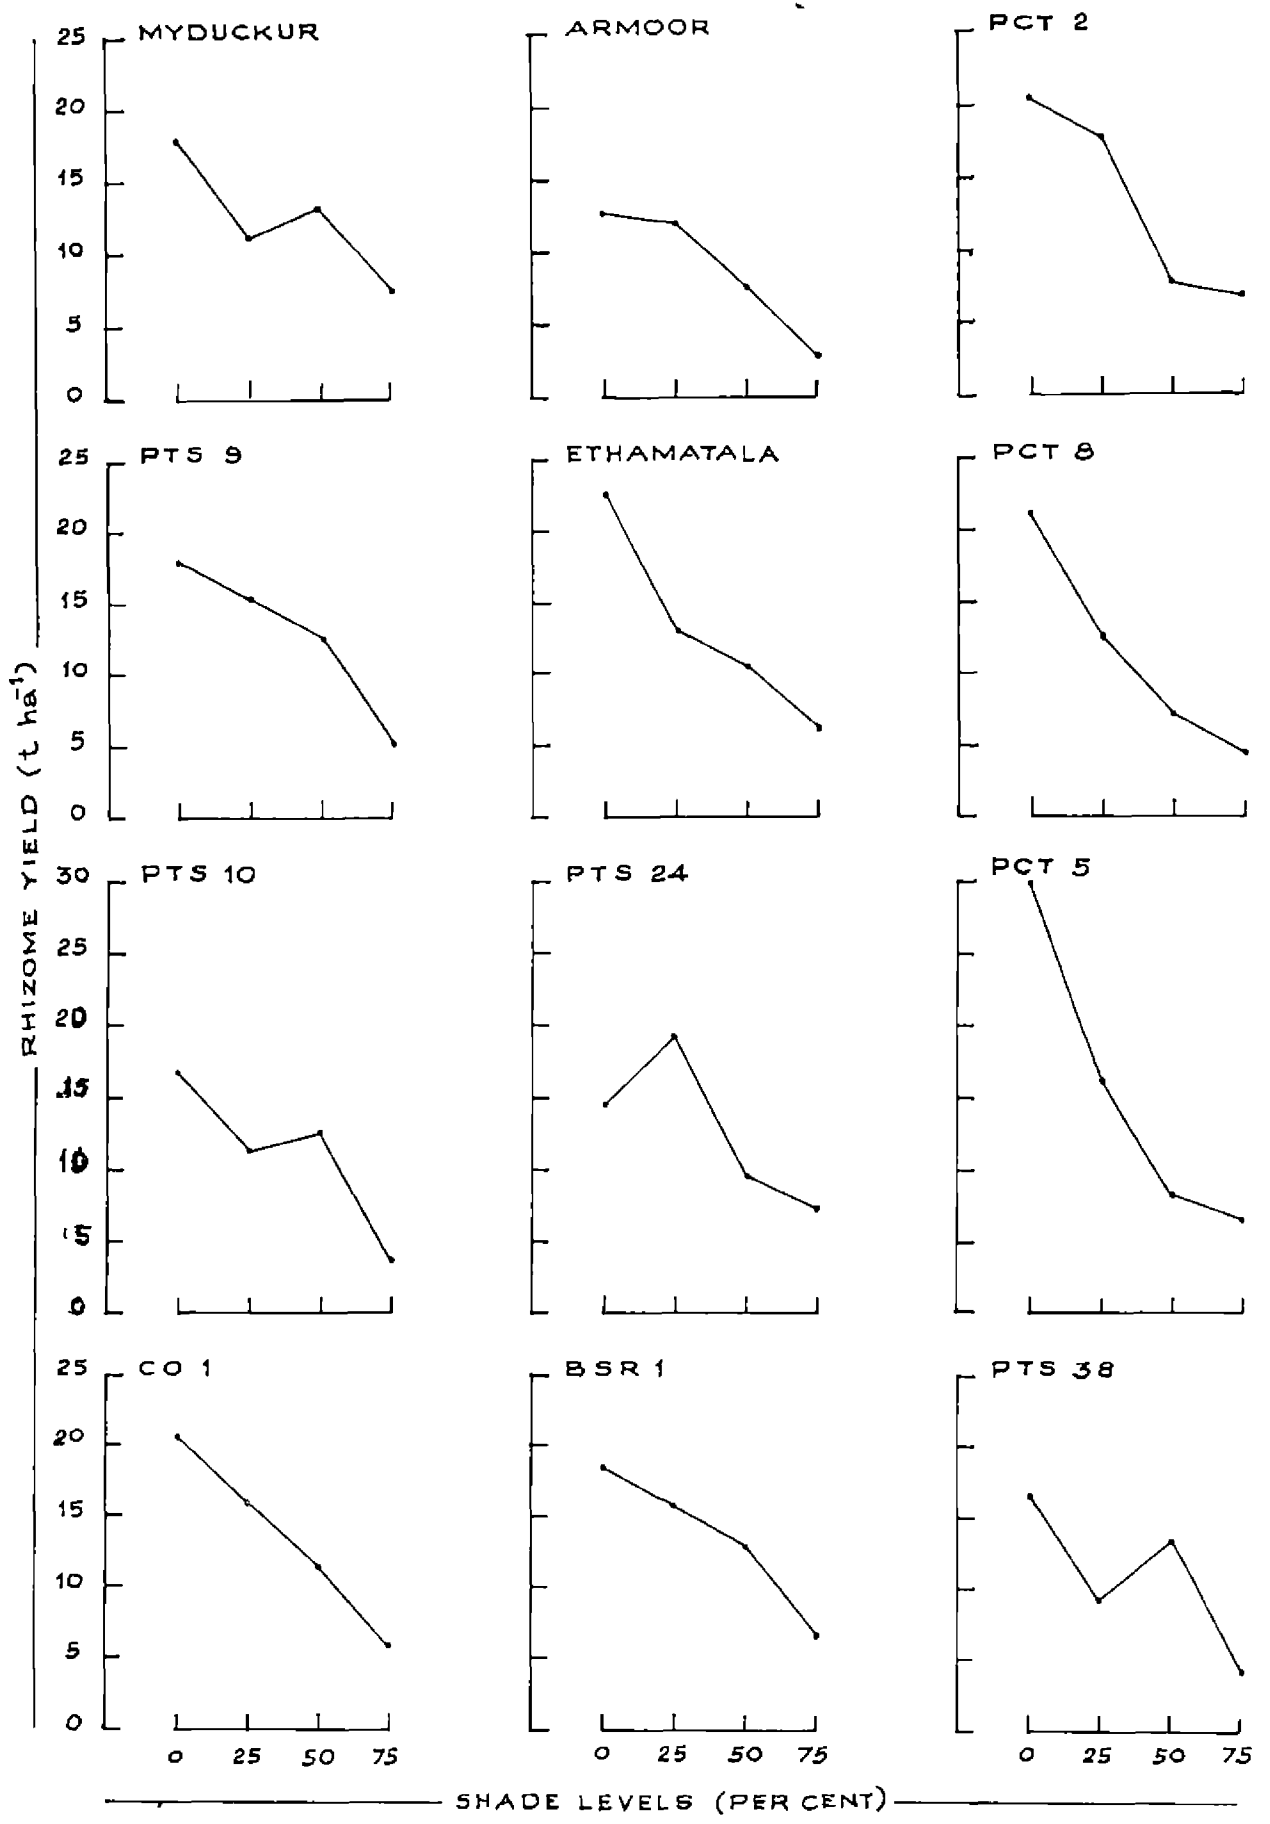 MYDUCKUR
ARMOOR
PCT 2
25
20
15
10
5
0
PTS 9
ETHAMATALA
PCT 8
25
20
15
10
5
0
PTS 10
PTS 24
PCT 5
30
25
20
15
10
5
0
CO 1
BSR 1
PTS 38
25
20
15
10
5
0
0 25 50 75
0 25 50 75
0 25 50 75
RHIZOME YIELD (t ha⁻¹)
SHADE LEVELS (PER CENT)